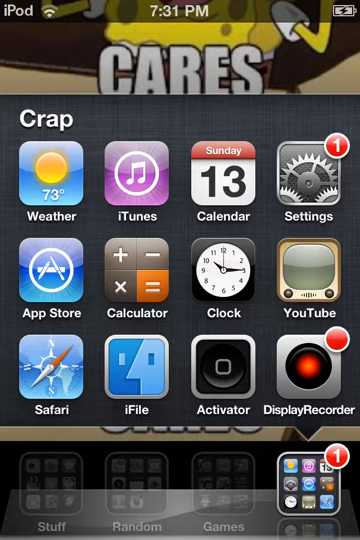 iPod 7:31 PM
CARES
Crap
1
Sunday
13
73°
Weather iTunes Calendar Settings
App Store Calculator Clock YouTube
Safari iFile Activator DisplayRecorder
1
13
Stuff Random Games